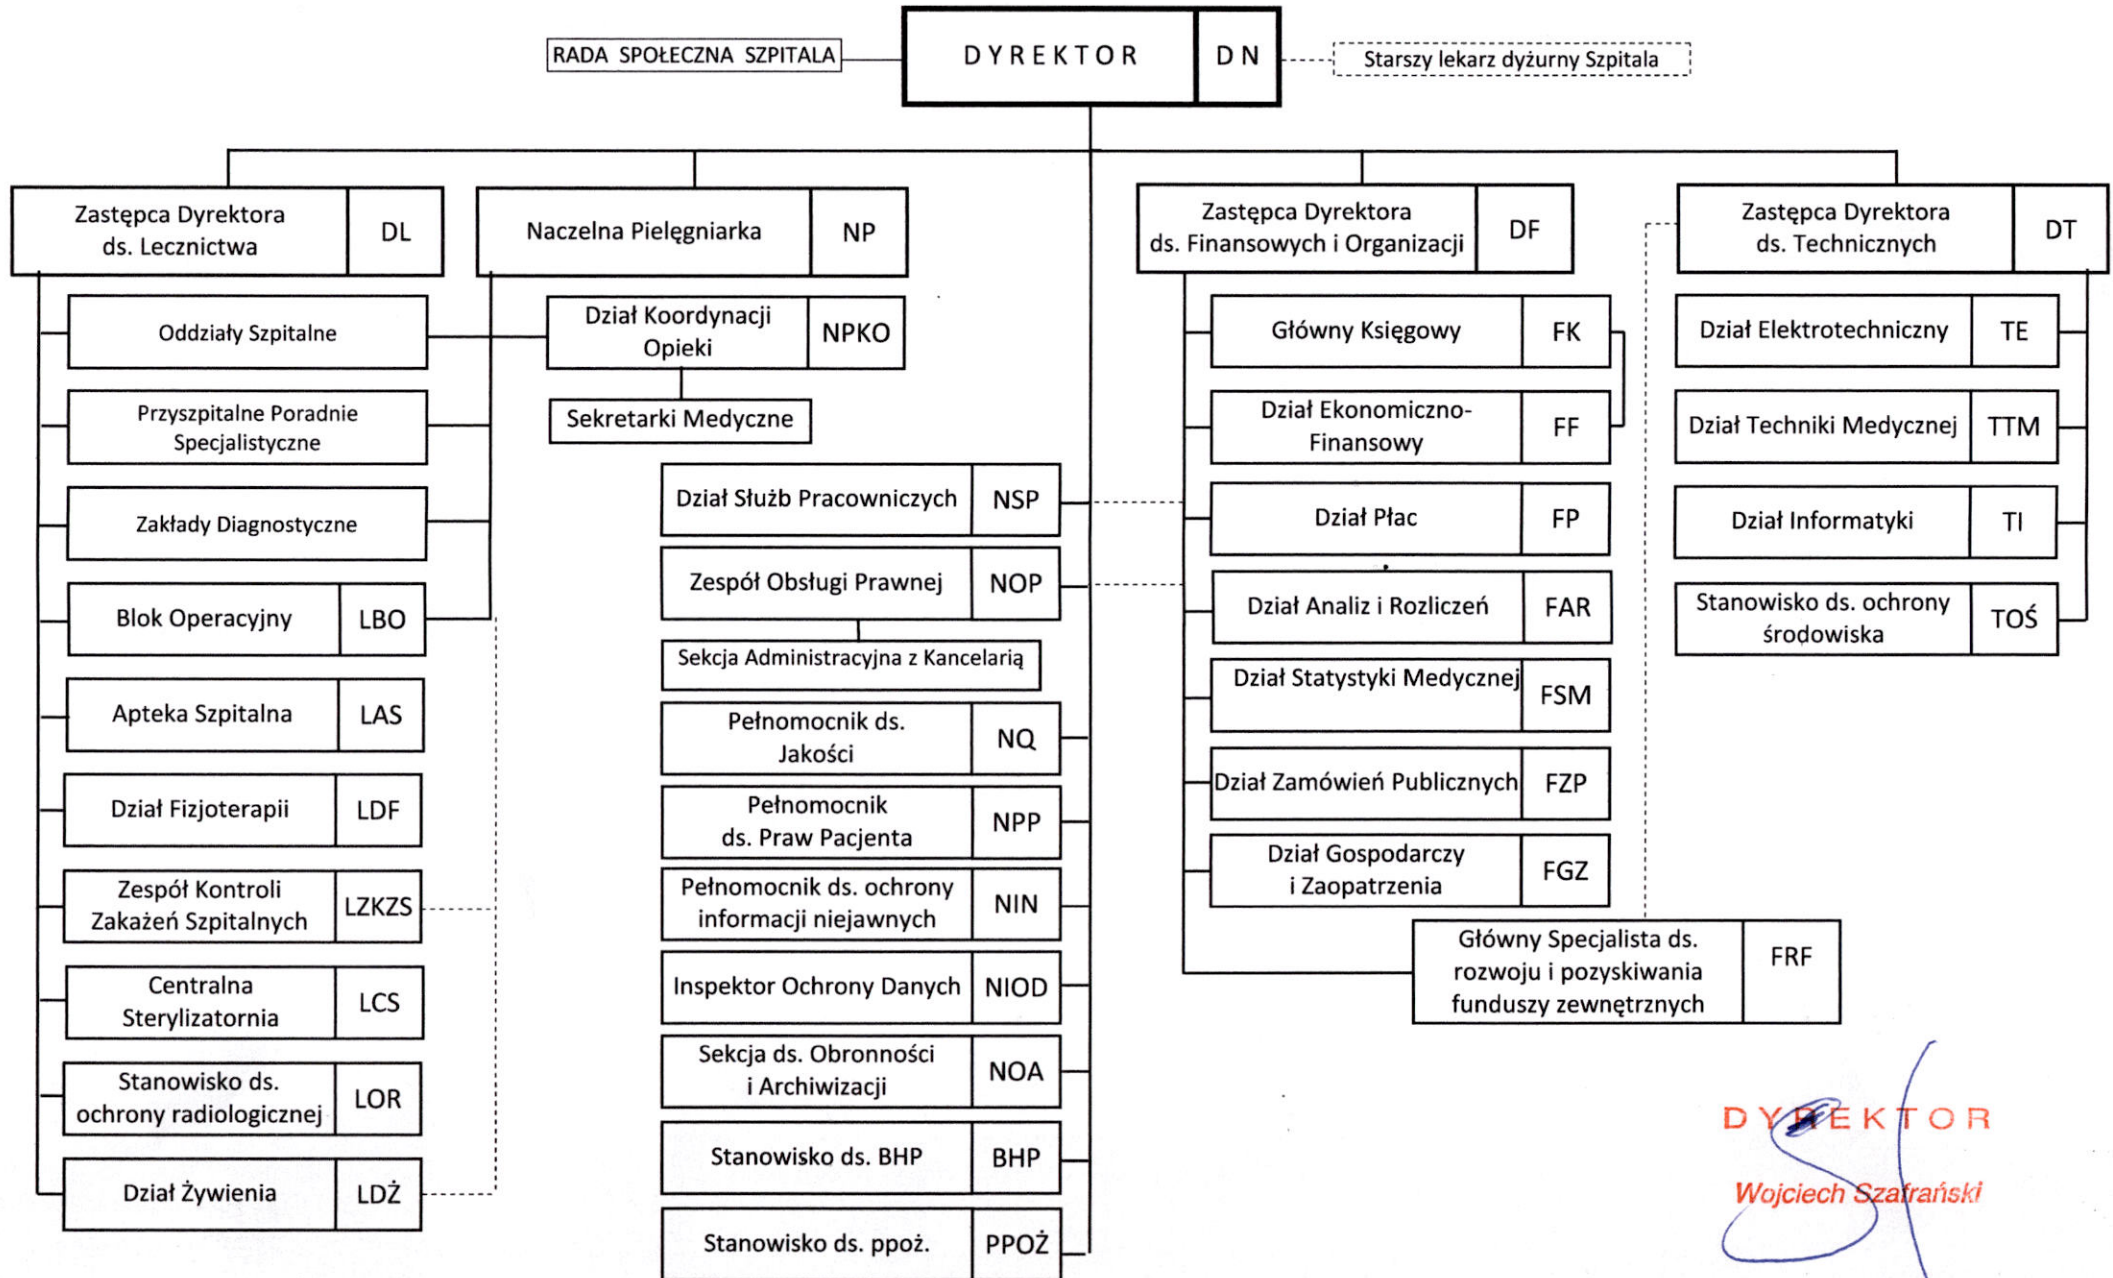 RADA SPOŁECZNA SZPITALA
DYREKTOR
DN
Starszy lekarz dyżurny Szpitala
Zastępca Dyrektora
ds. Lecznictwa
DL
Naczelna Pielęgniarka
NP
Zastępca Dyrektora
ds. Finansowych i Organizacji
DF
Zastępca Dyrektora
ds. Technicznych
DT
Oddziały Szpitalne
Przyszpitalne Poradnie
Specjalistyczne
Zakłady Diagnostyczne
Blok Operacyjny
LBO
Apteka Szpitalna
LAS
Dział Fizjoterapii
LDF
Zespół Kontroli
Zakażeń Szpitalnych
LZKZS
Centralna
Sterylizatornia
LCS
Stanowisko ds.
ochrony radiologicznej
LOR
Dział Żywienia
LDŻ
Dział Koordynacji
Opieki
NPKO
Sekretarki Medyczne
Dział Służb Pracowniczych
NSP
Zespół Obsługi Prawnej
NOP
Sekcja Administracyjna z Kancelarią
Pełnomocnik ds.
Jakości
NQ
Pełnomocnik
ds. Praw Pacjenta
NPP
Pełnomocnik ds. ochrony
informacji niejawnych
NIN
Inspektor Ochrony Danych
NIOD
Sekcja ds. Obronności
i Archiwizacji
NOA
Stanowisko ds. BHP
BHP
Stanowisko ds. ppoż.
PPOŻ
Główny Księgowy
FK
Dział Ekonomiczno-
Finansowy
FF
Dział Płac
FP
Dział Analiz i Rozliczeń
FAR
Dział Statystyki Medycznej
FSM
Dział Zamówień Publicznych
FZP
Dział Gospodarczy
i Zaopatrzenia
FGZ
Główny Specjalista ds.
rozwoju i pozyskiwania
funduszy zewnętrznych
FRF
Dział Elektrotechniczny
TE
Dział Techniki Medycznej
TTM
Dział Informatyki
TI
Stanowisko ds. ochrony
środowiska
TOŚ
DYREKTOR
Wojciech Szafrański